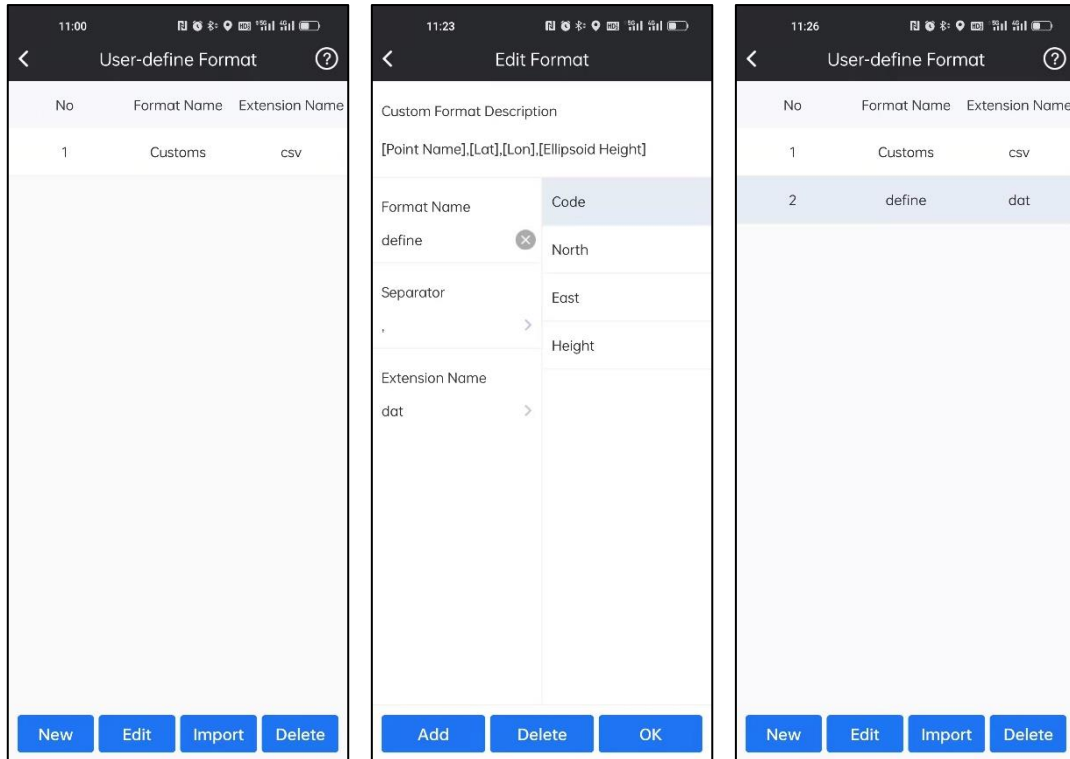 11:00
User-define Format
No Format Name Extension Name
1 Customs csv
New Edit Import Delete
11:23
Edit Format
Custom Format Description
[Point Name],[Lat],[Lon],[Ellipsoid Height]
Format Name
define
Separator
,
Extension Name
dat
Code
North
East
Height
Add Delete OK
11:26
User-define Format
No Format Name Extension Name
1 Customs csv
2 define dat
New Edit Import Delete